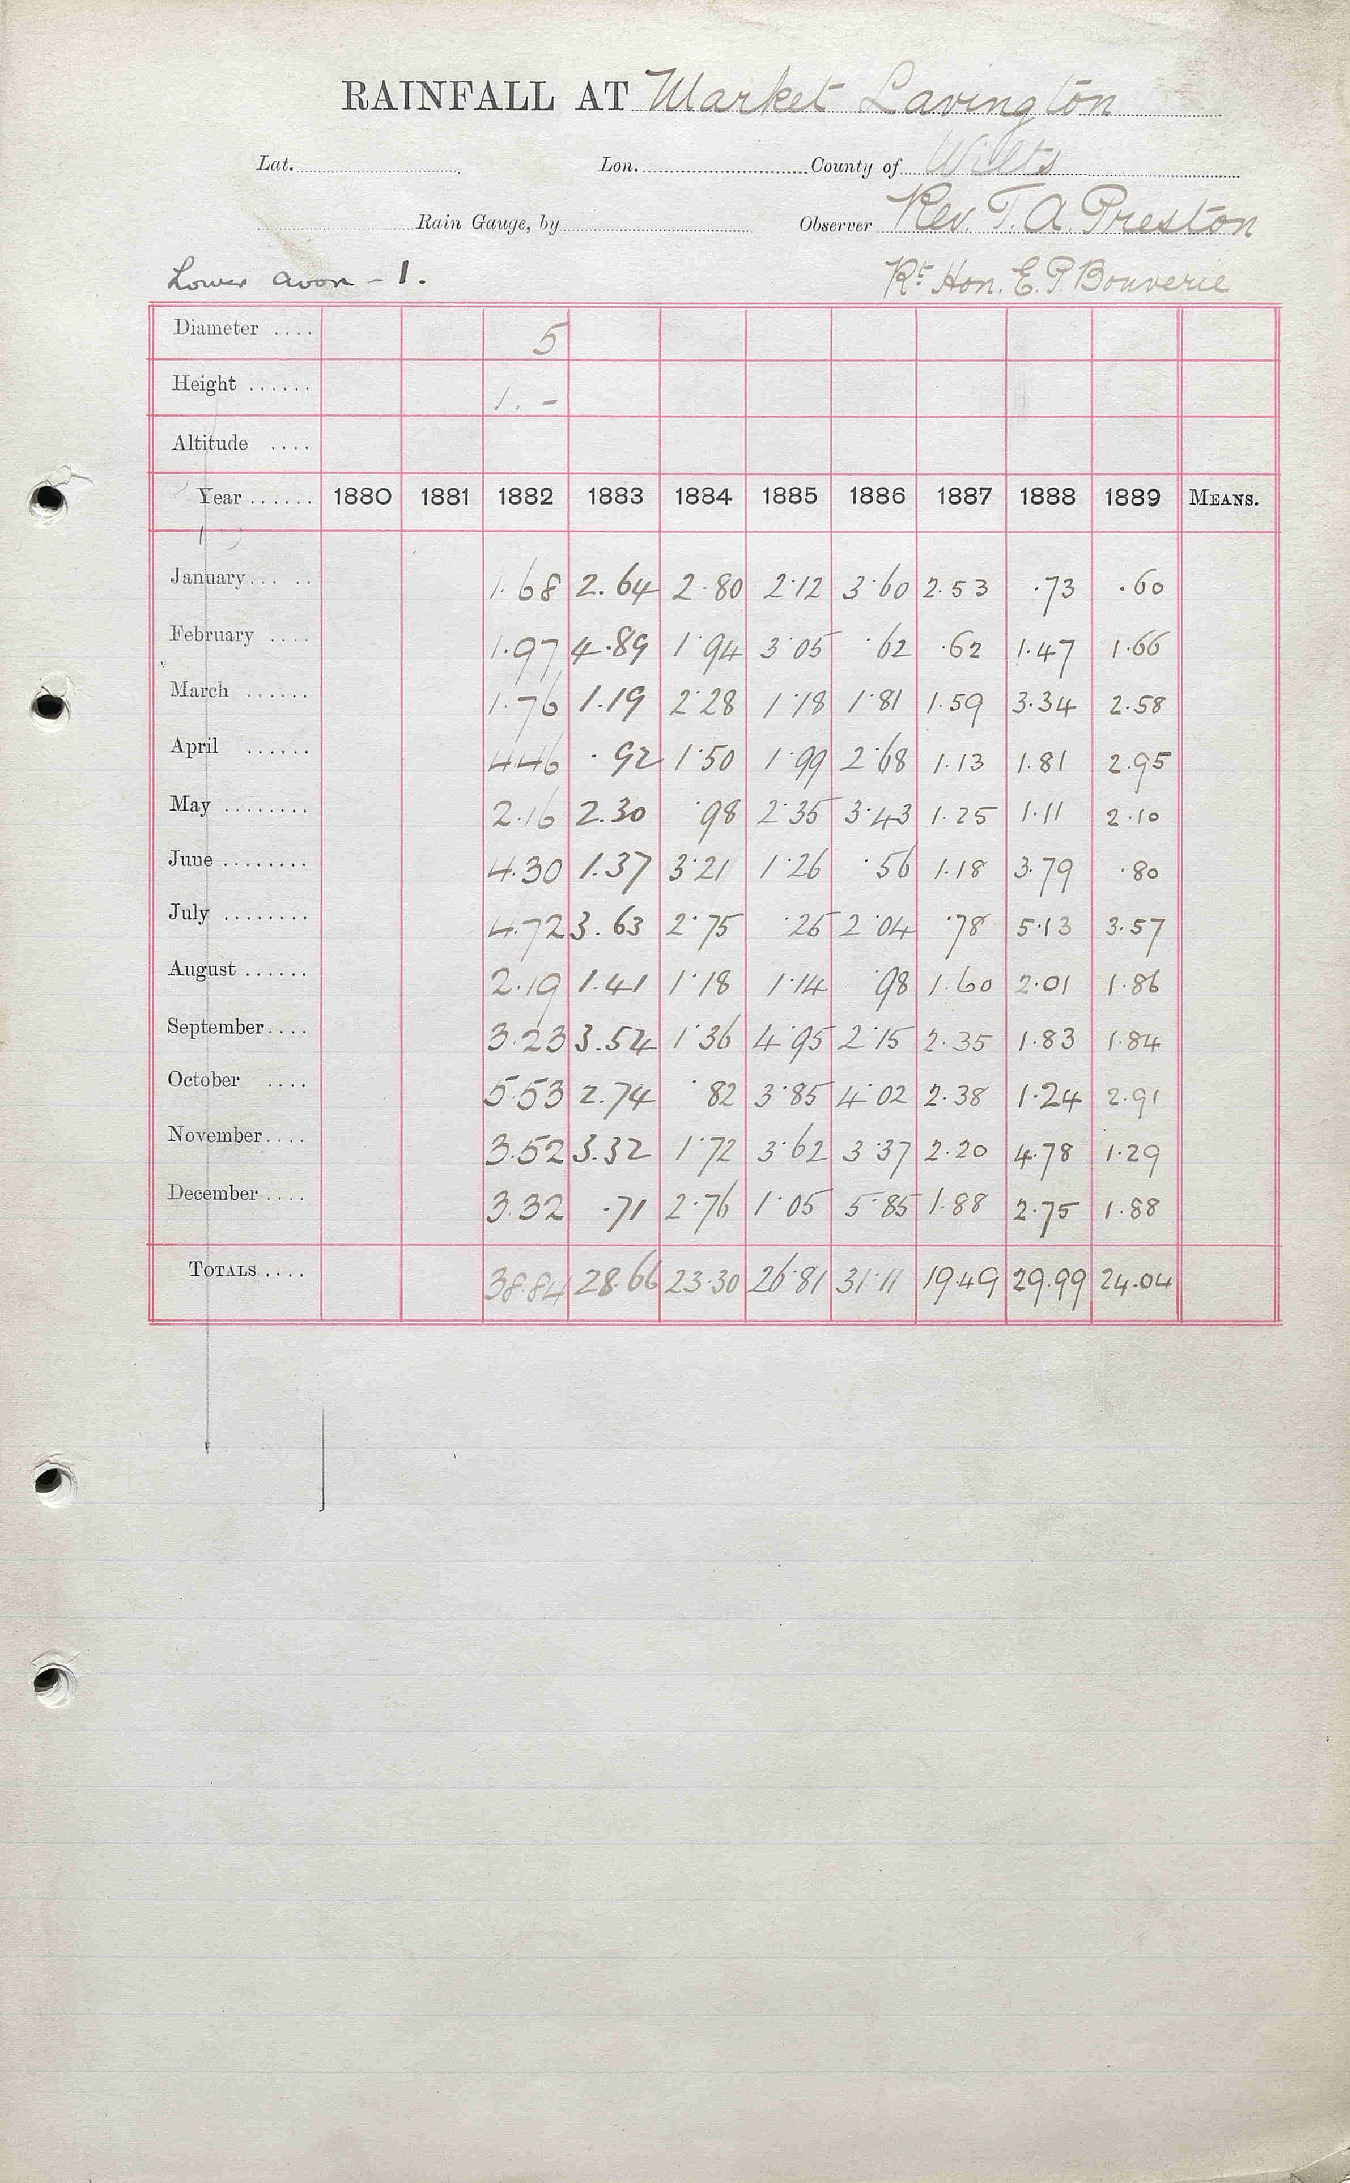 RAINFALL AT Market Lavington
Lat. Lon. County of Wilts
Rain Gauge, by Observer Rev. T. A. Preston
Lower Avon - 1. Rt. Hon. E. P. Bouverie
Diameter .... 5
Height ...... 1. -
Altitude ....
Year ...... 1880 1881 1882 1883 1884 1885 1886 1887 1888 1889 MEANS.
January ... .. 1.68 2.64 2.80 2.12 3.60 2.53 .73 .60
February .... 1.97 4.89 1.94 3.05 .62 .62 1.47 1.66
March ...... 1.76 1.19 2.28 1.18 1.81 1.59 3.34 2.58
April ...... 4.46 .92 1.50 1.99 2.68 1.13 1.81 2.95
May ........ 2.16 2.30 .98 2.35 3.43 1.25 1.11 2.10
June ........ 4.30 1.37 3.21 1.26 .56 1.18 3.79 .80
July ........ 4.72 3.63 2.75 .25 2.04 .78 5.13 3.57
August ...... 2.19 1.41 1.18 1.14 .98 1.60 2.01 1.86
September .... 3.23 3.54 1.36 4.95 2.15 2.35 1.83 1.84
October .... 5.53 2.74 .82 3.85 4.02 2.38 1.24 2.91
November .... 3.52 3.32 1.72 3.62 3.37 2.20 4.78 1.29
December .... 3.32 .71 2.76 1.05 5.85 1.88 2.75 1.88
TOTALS .... 38.84 28.66 23.30 26.81 31.11 19.49 29.99 24.04